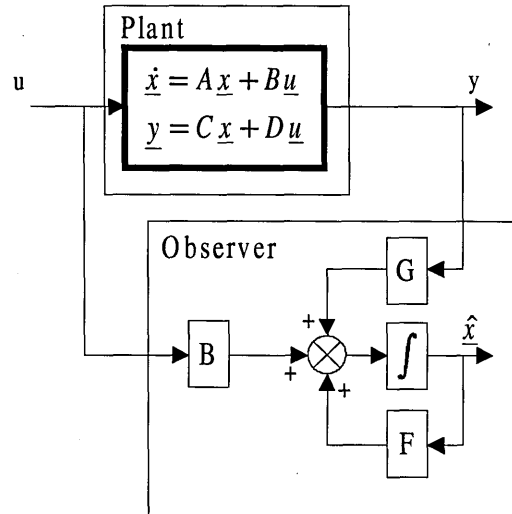 Plant
u
ẋ = Ax + Bu
y = Cx + Du
y
Observer
G
+
B
+
∫
x̂
+
F